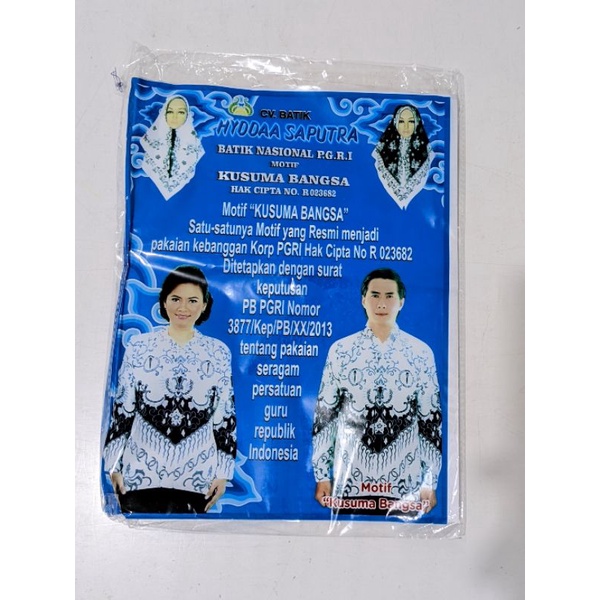 CV. BATIK
HYDDAA SAPUTRA
BATIK NASIONAL P.G.R.I
MOTIF
KUSUMA BANGSA
HAK CIPTA NO. R 023682
Motif "KUSUMA BANGSA"
Satu-satunya Motif yang Resmi menjadi
pakaian kebanggan Korp PGRI Hak Cipta No R 023682
Ditetapkan dengan surat
keputusan
PB PGRI Nomor
3877/Kep/PB/XX/2013
tentang pakaian
seragam
persatuan
guru
republik
Indonesia
Motif
"Kusuma Bangsa"